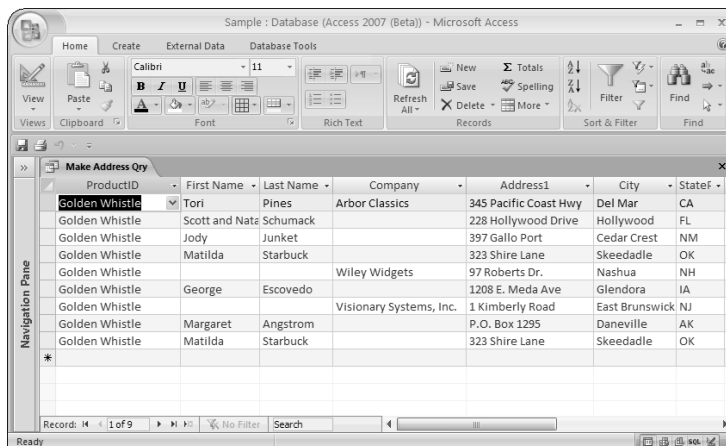 Sample : Database (Access 2007 (Beta)) - Microsoft Access
Home Create External Data Database Tools
View
Views
Paste
Clipboard
Calibri 11
B I U
A ab
Font
Rich Text
Refresh All
New Σ Totals
Save Spelling
Delete More
Records
Filter
Sort & Filter
Find
Find
Make Address Qry
ProductID First Name Last Name Company Address1 City StateP
Golden Whistle Tori Pines Arbor Classics 345 Pacific Coast Hwy Del Mar CA
Golden Whistle Scott and Nata Schumack 228 Hollywood Drive Hollywood FL
Golden Whistle Jody Junket 397 Gallo Port Cedar Crest NM
Golden Whistle Matilda Starbuck 323 Shire Lane Skeedadle OK
Golden Whistle Wiley Widgets 97 Roberts Dr. Nashua NH
Golden Whistle George Escovedo 1208 E. Meda Ave Glendora IA
Golden Whistle Visionary Systems, Inc. 1 Kimberly Road East Brunswick NJ
Golden Whistle Margaret Angstrom P.O. Box 1295 Daneville AK
Golden Whistle Matilda Starbuck 323 Shire Lane Skeedadle OK
Navigation Pane
Record: 1 of 9 No Filter Search
Ready SQL